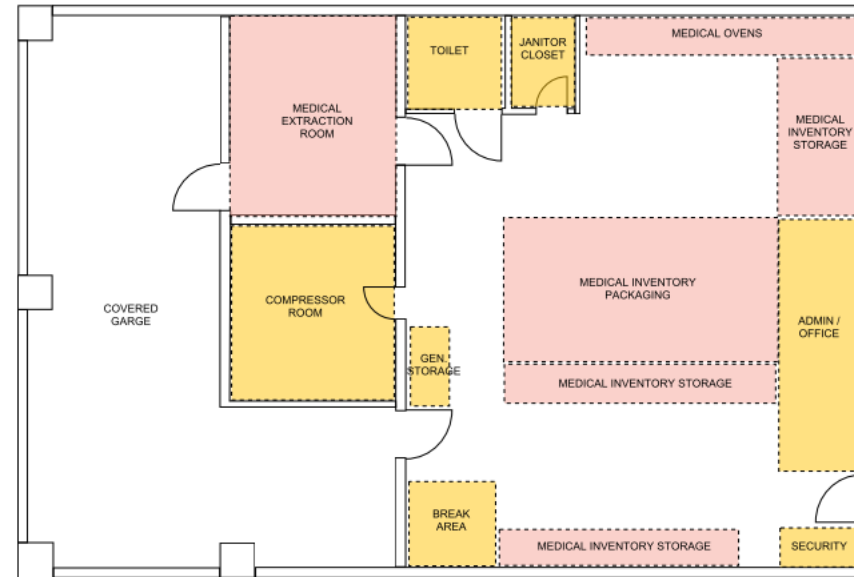 MEDICAL OVENS
TOILET
JANITOR
CLOSET
MEDICAL
EXTRACTION
ROOM
MEDICAL
INVENTORY
STORAGE
MEDICAL INVENTORY
PACKAGING
COVERED
GARGE
COMPRESSOR
ROOM
ADMIN /
OFFICE
GEN.
STORAGE
MEDICAL INVENTORY STORAGE
BREAK
AREA
MEDICAL INVENTORY STORAGE
SECURITY